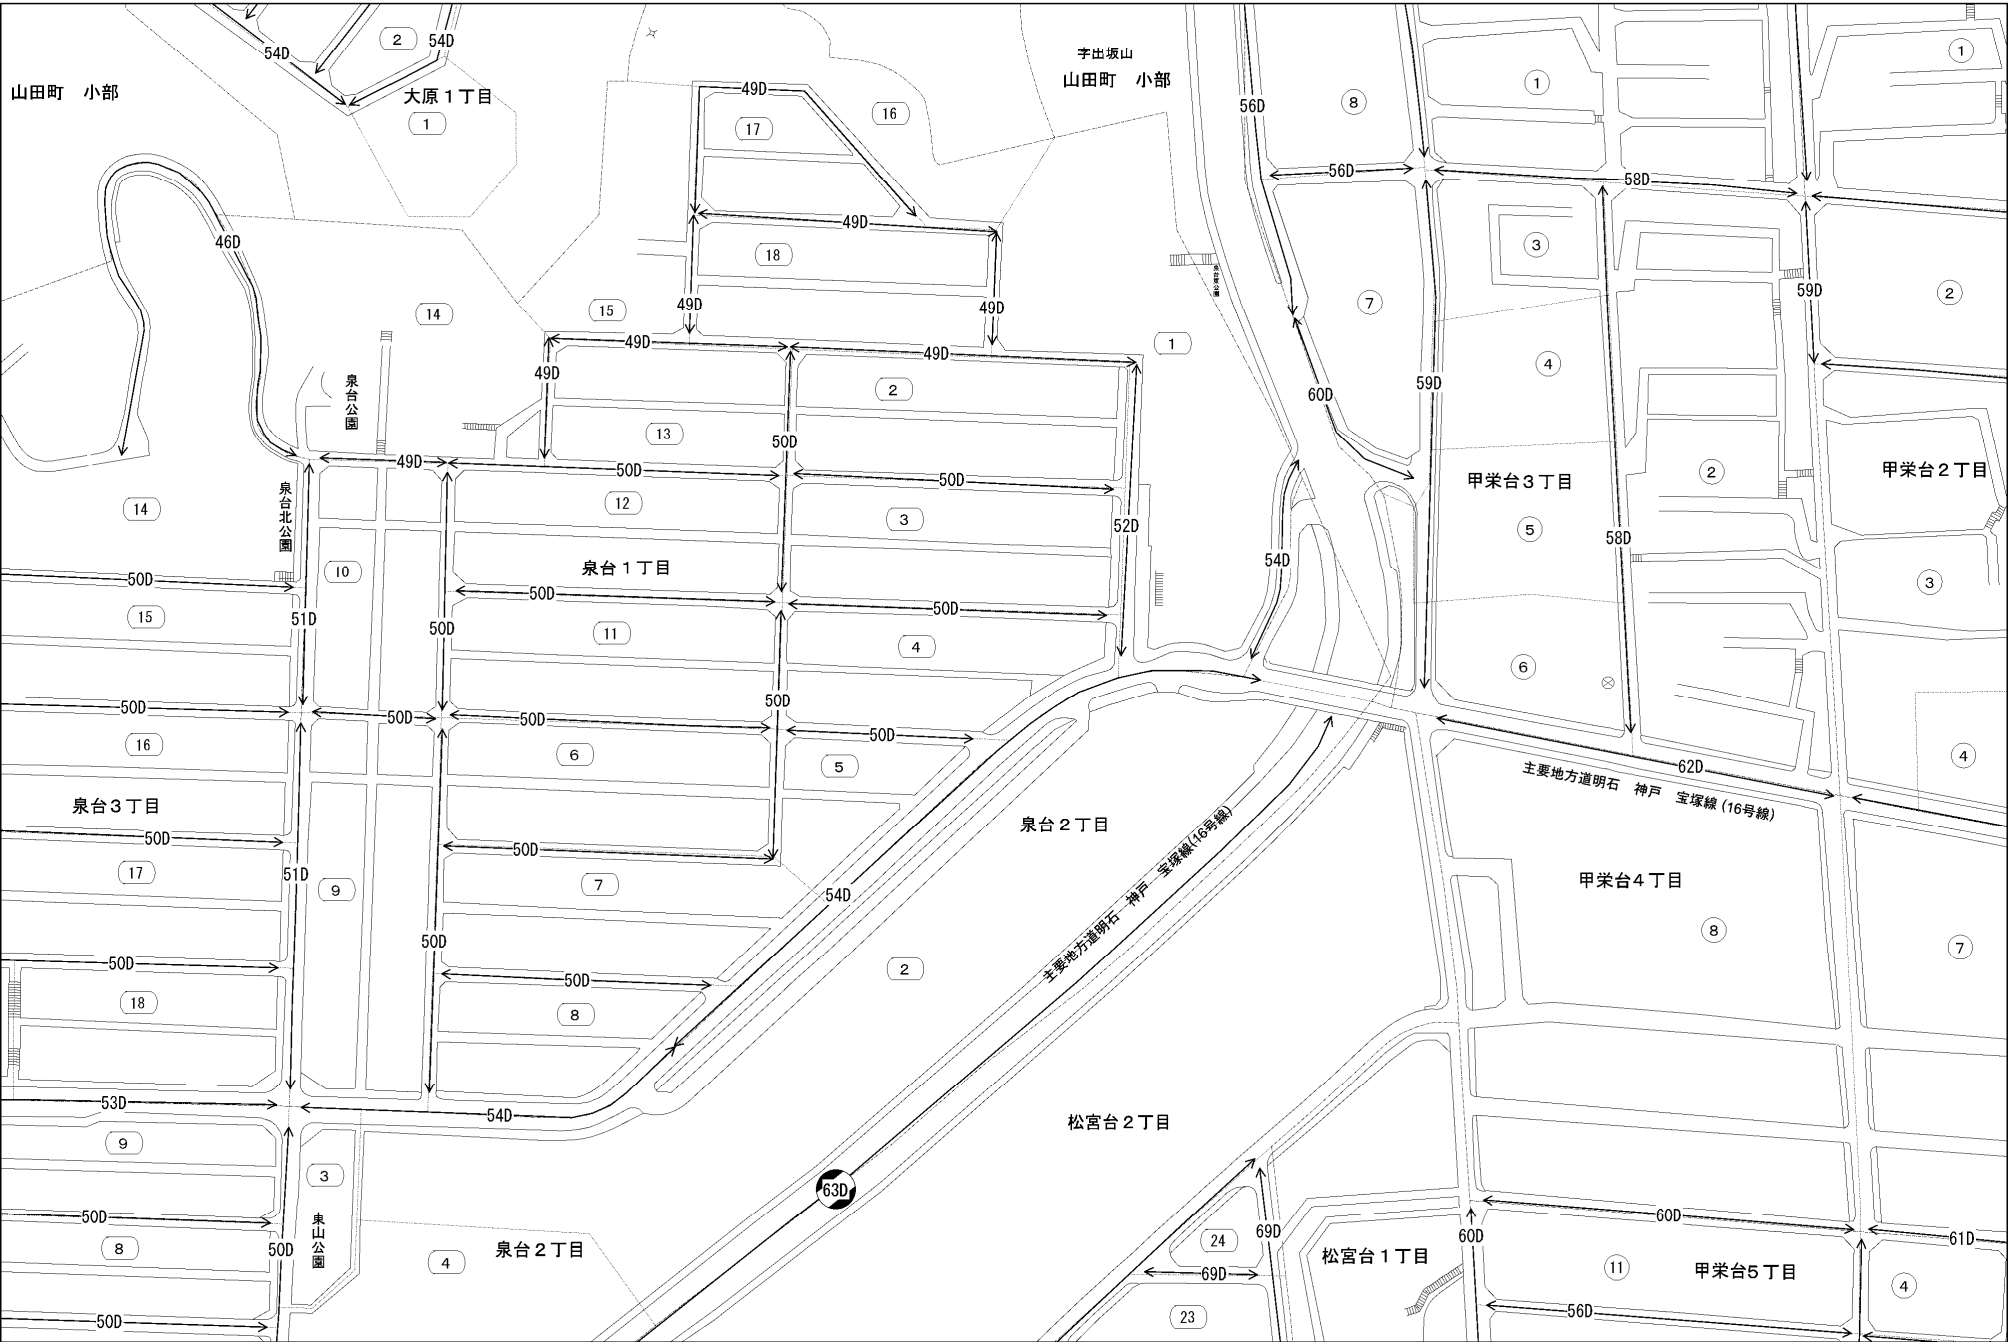 54D
2
54D
山田町 小部
大原１丁目
1
49D
17
16
字出坂山
山田町 小部
56D
8
1
1
56D
58D
46D
49D
18
3
59D
2
49D
49D
15
14
泉台東公園
7
1
49D
49D
49D
4
59D
60D
2
泉台公園
13
50D
49D
50D
50D
甲栄台３丁目
2
甲栄台２丁目
泉台北公園
14
12
3
52D
5
58D
54D
10
泉台１丁目
50D
50D
50D
3
15
51D
50D
11
4
6
50D
50D
50D
50D
50D
16
6
5
62D
4
主要地方道明石 神戸 宝塚線(16号線)
泉台３丁目
泉台２丁目
主要地方道明石 神戸 宝塚線(16号線)
50D
50D
17
51D
9
7
54D
甲栄台４丁目
8
7
50D
50D
50D
2
18
8
53D
54D
松宮台２丁目
9
3
63D
50D
東山公園
50D
8
泉台２丁目
4
24
69D
69D
23
松宮台１丁目
60D
60D
61D
11
甲栄台５丁目
4
50D
56D